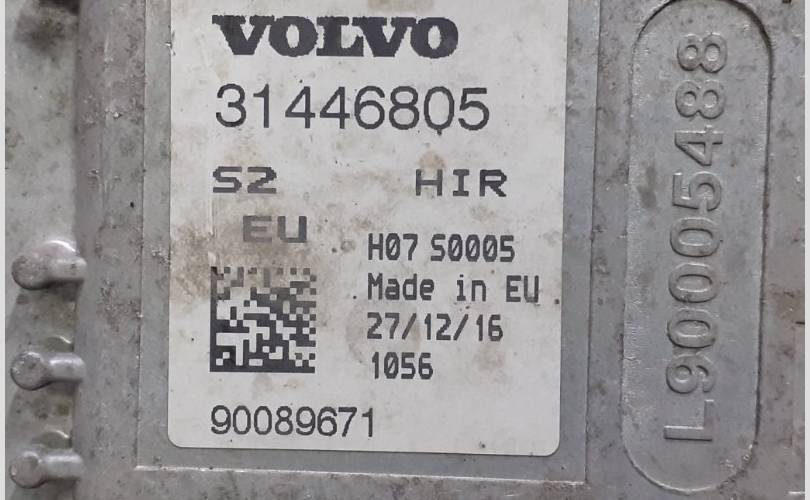 VOLVO
31446805
S2 HIR
EU
H07 S0005
Made in EU
27/12/16
1056
90089671
L90005488